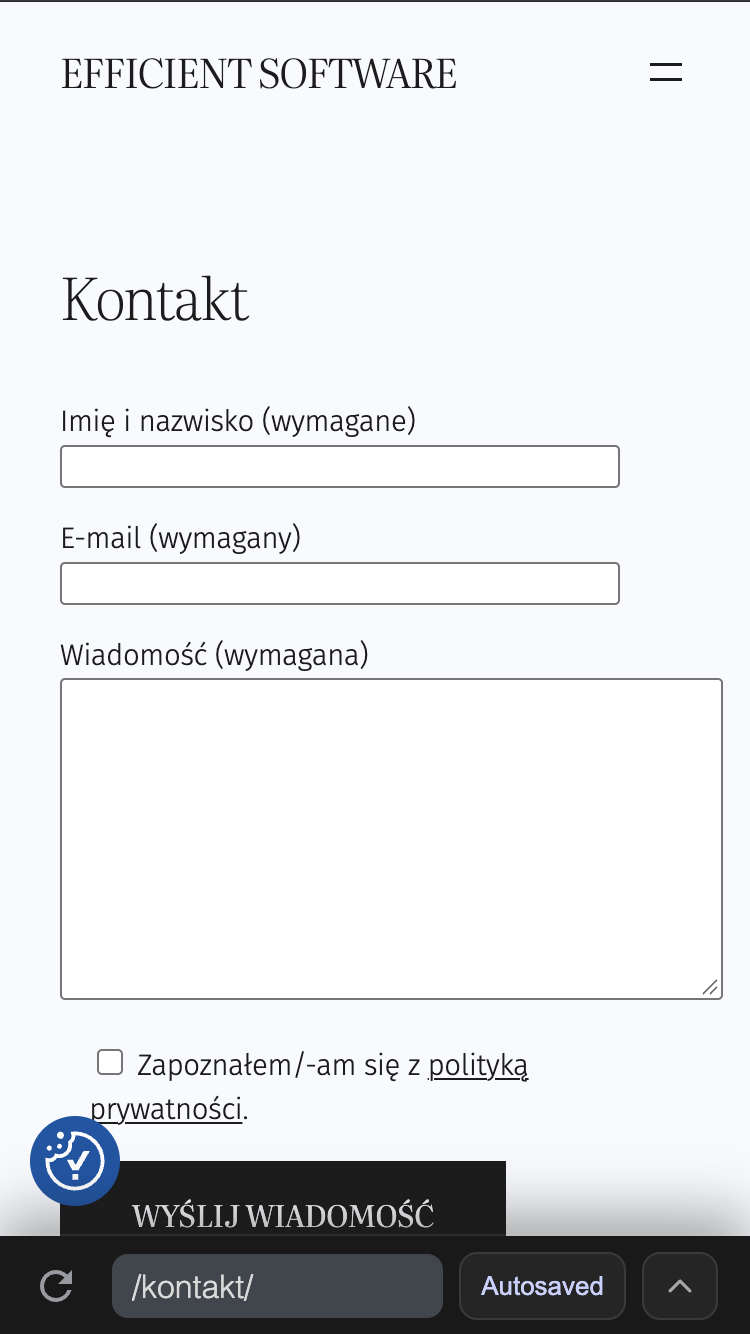 EFFICIENT SOFTWARE
Kontakt
Imię i nazwisko (wymagane)
E-mail (wymagany)
Wiadomość (wymagana)
Zapoznałem/-am się z polityką
prywatności.
WYŚLIJ WIADOMOŚĆ
/kontakt/
Autosaved